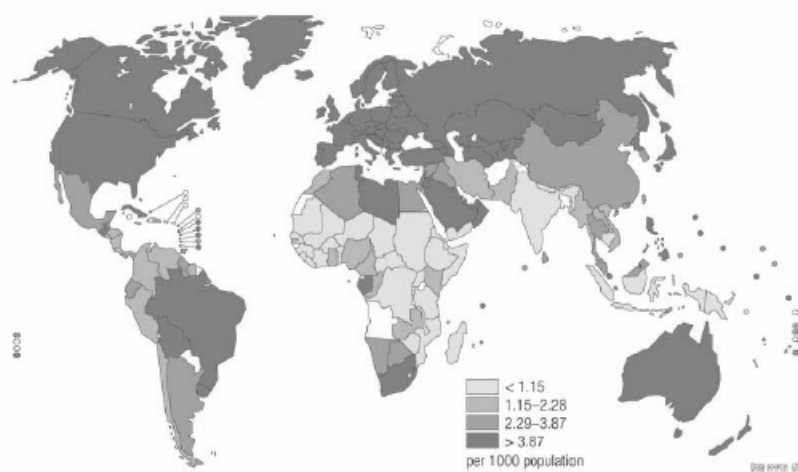 < 1.15
1.15–2.28
2.29–3.87
> 3.87
per 1000 population